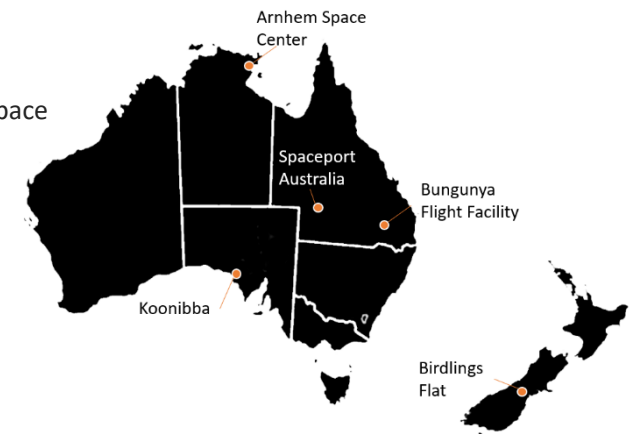 Arnhem Space
Center
pace
Spaceport
Australia
Bungunya
Flight Facility
Koonibba
Birdlings
Flat